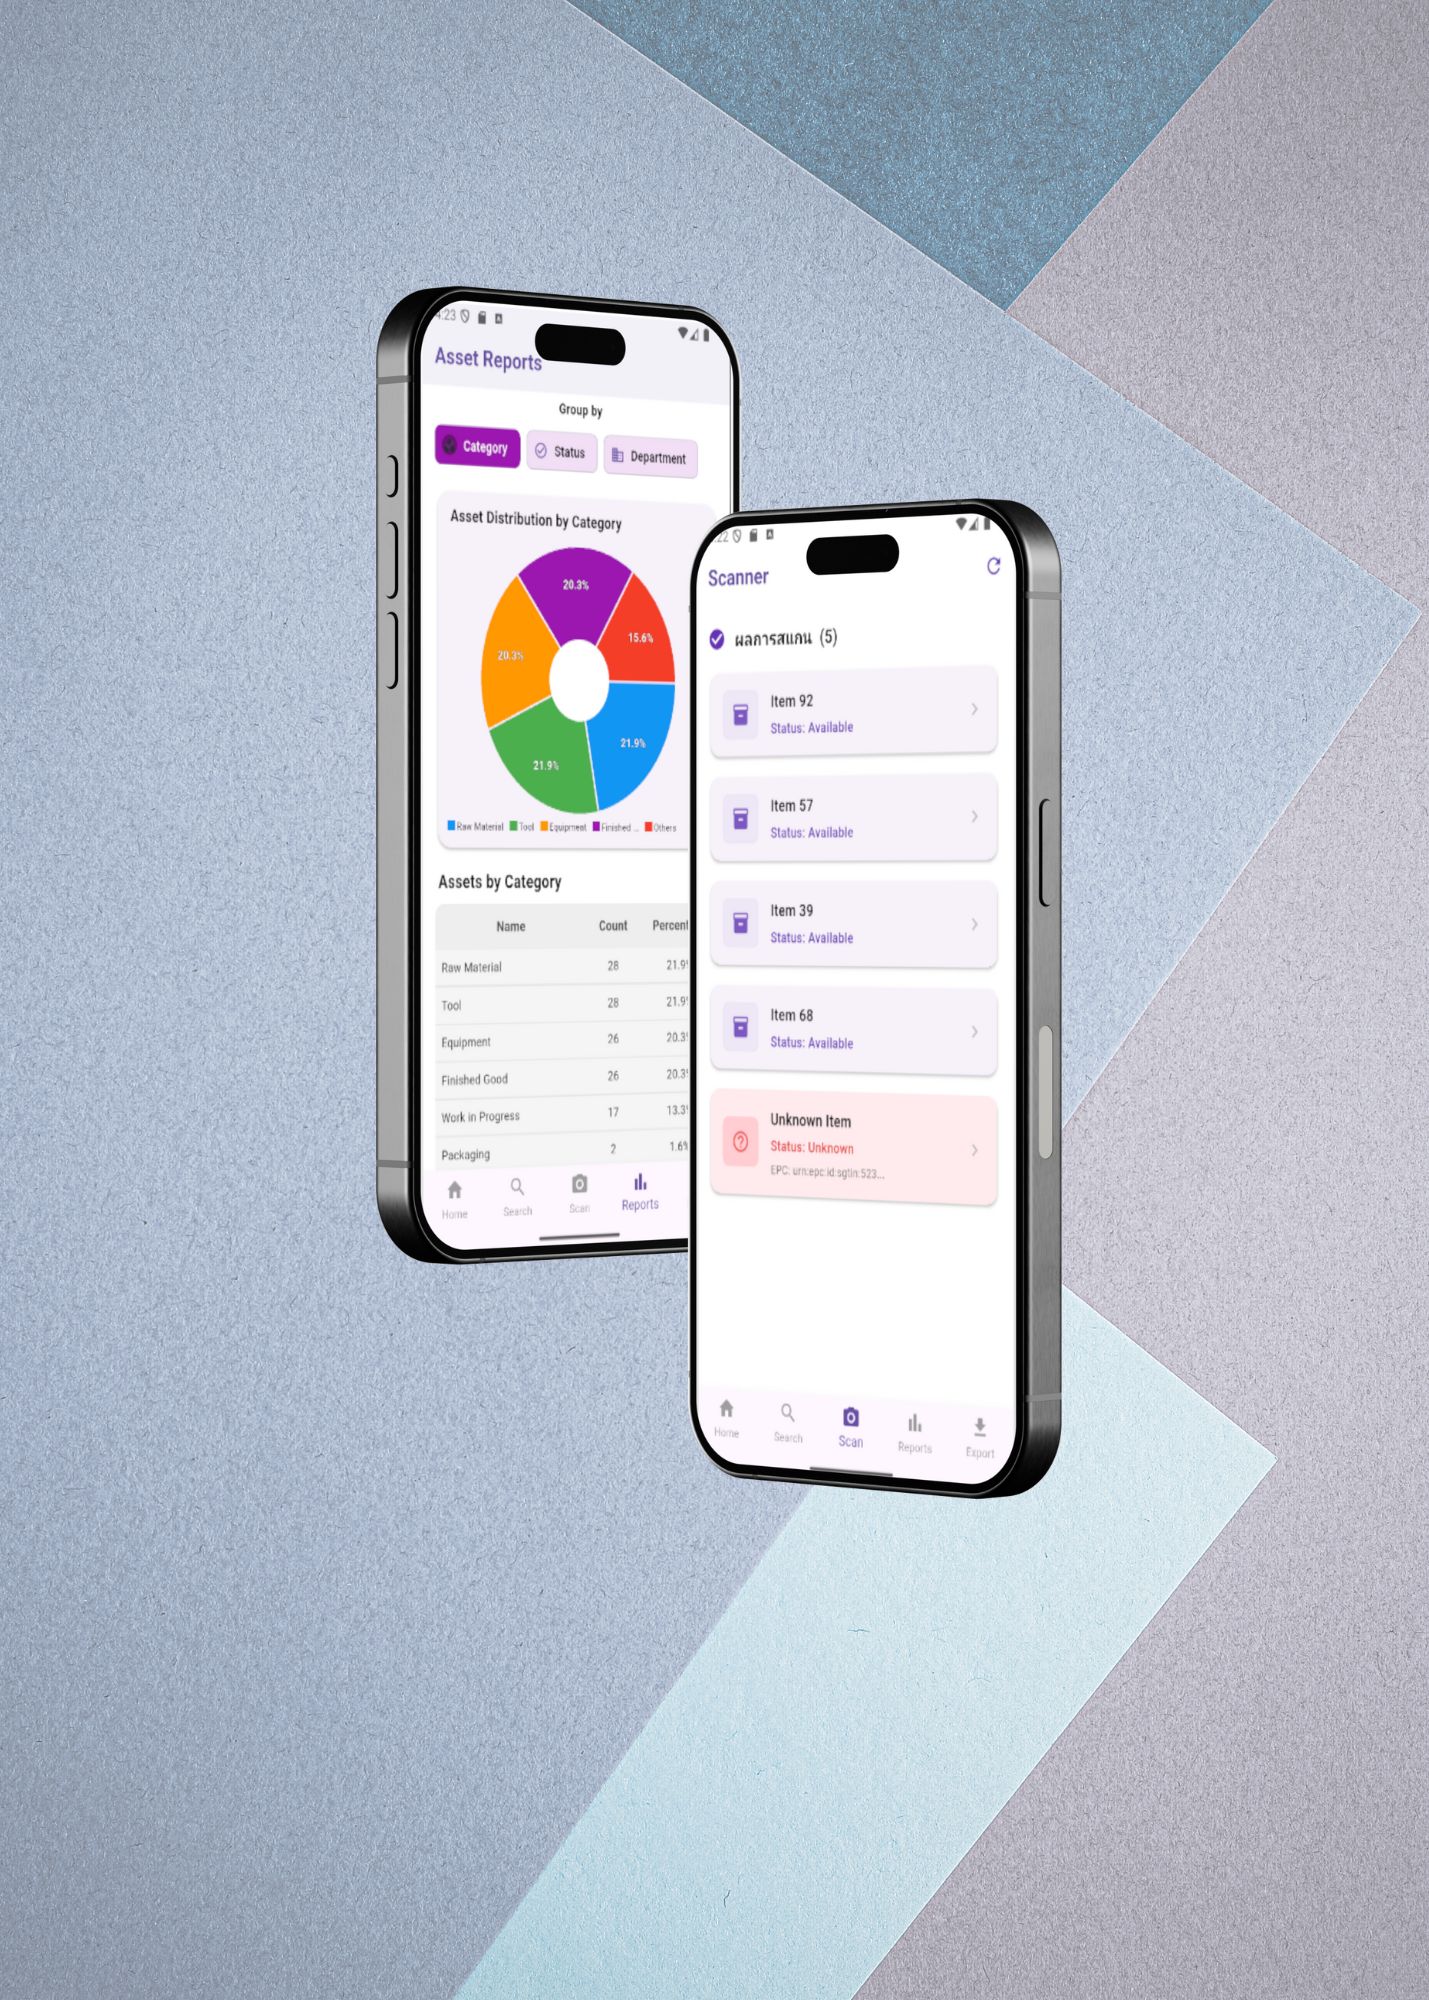 4:23
Asset Reports
Group by
Category
Status
Department
Asset Distribution by Category
20.3%
15.6%
20.3%
21.9%
21.9%
Raw Material Tool Equipment Finished ... Others
Assets by Category
Name Count Percent
Raw Material 28 21.9
Tool 28 21.9
Equipment 26 20.3
Finished Good 26 20.3
Work in Progress 17 13.3
Packaging 2 1.6%
Home Search Scan Reports
:22
Scanner
ผลการสแกน (5)
Item 92
Status: Available
Item 57
Status: Available
Item 39
Status: Available
Item 68
Status: Available
Unknown Item
Status: Unknown
EPC: urn:epc:id:sgtin:523...
Home Search Scan Reports Export